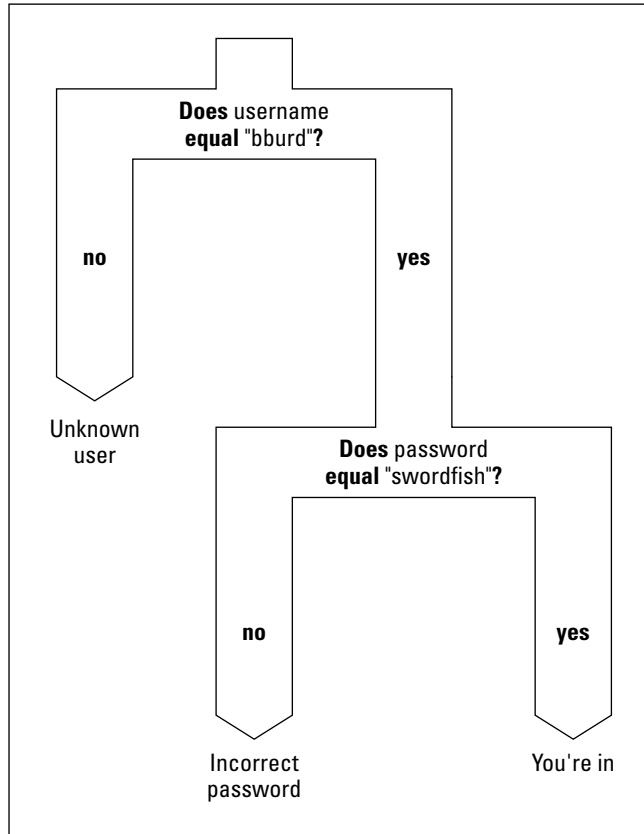 Does username
equal "bburd"?
no
yes
Unknown
user
Does password
equal "swordfish"?
no
yes
Incorrect
password
You're in